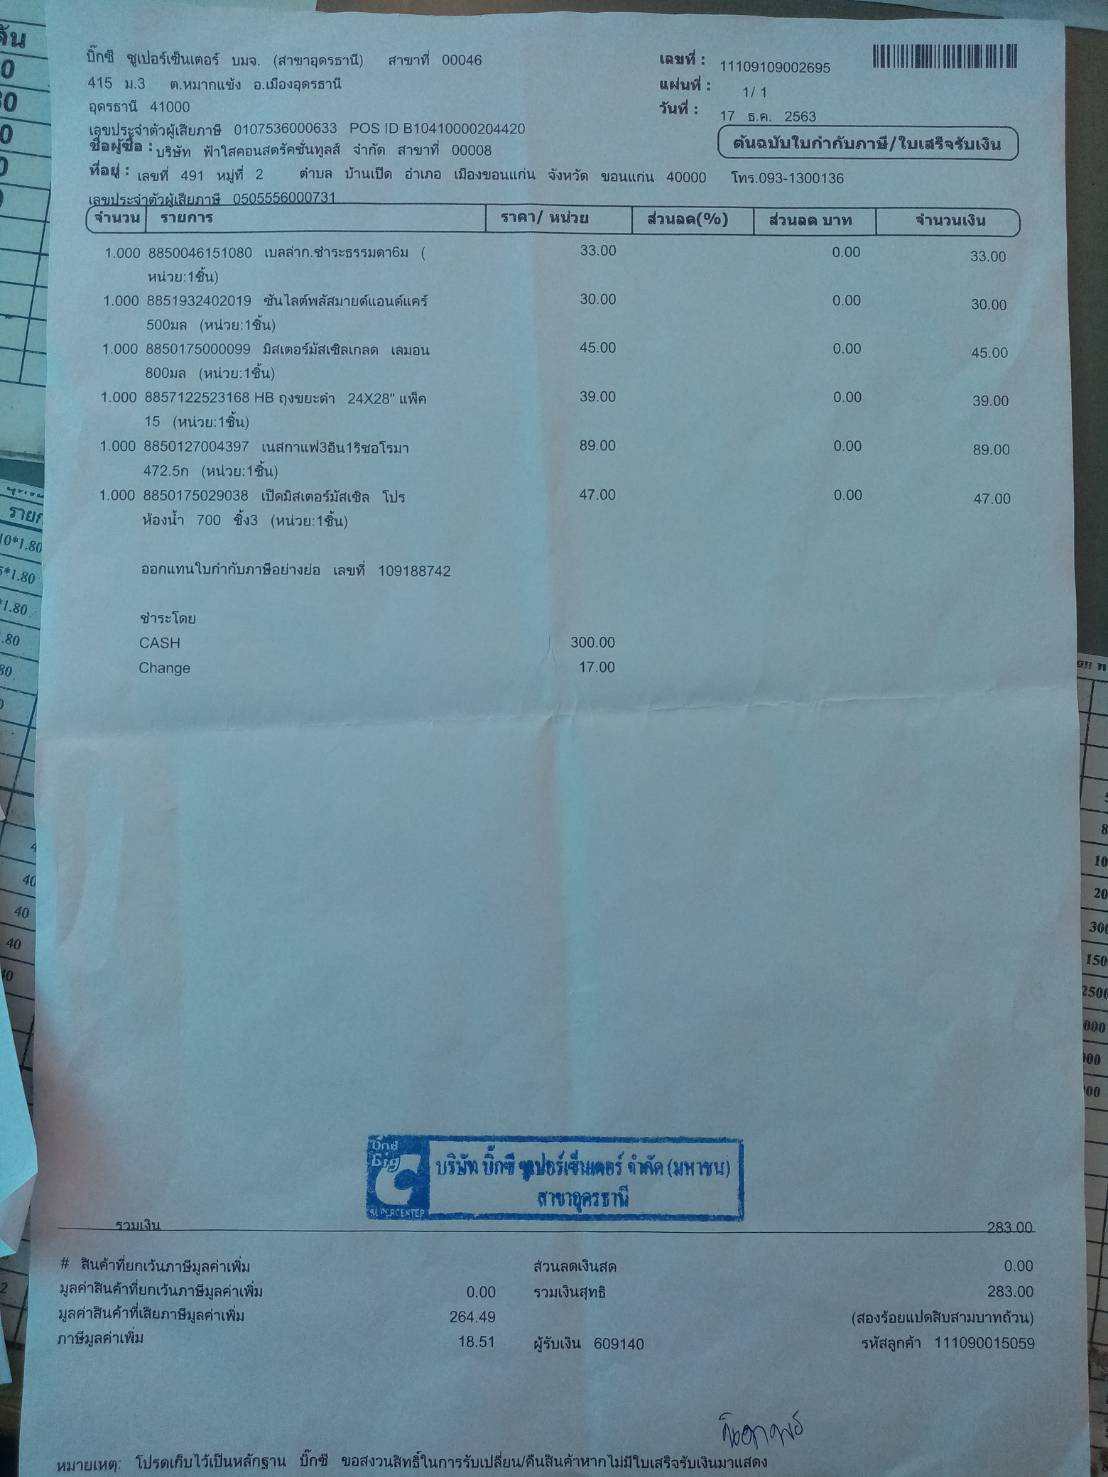 บิ๊กซี ซูเปอร์เซ็นเตอร์ บมจ. (สาขาอุดรธานี) สาขาที่ 00046
415 ม.3 ต.หมากแข้ง อ.เมืองอุดรธานี
อุดรธานี 41000
เลขประจำตัวผู้เสียภาษี 0107536000633 POS ID B10410000204420
เลขที่ : 11109109002695
แผ่นที่ : 1/ 1
วันที่ : 17 ธ.ค. 2563
ต้นฉบับใบกำกับภาษี/ใบเสร็จรับเงิน
ชื่อผู้ซื้อ : บริษัท ฟ้าใสคอนสตรัคชั่นทูลส์ จำกัด สาขาที่ 00008
ที่อยู่ : เลขที่ 491 หมู่ที่ 2 ตำบล บ้านเป็ด อำเภอ เมืองขอนแก่น จังหวัด ขอนแก่น 40000 โทร.093-1300136
เลขประจำตัวผู้เสียภาษี 0505556000731
จำนวน รายการ ราคา/ หน่วย ส่วนลด(%) ส่วนลด บาท จำนวนเงิน
1.000 8850046151080 เบลล่าก.ชำระธรรมดา6ม ( 33.00 0.00 33.00
หน่วย:1ชิ้น)
1.000 8851932402019 ซันไลต์พลัสมายด์แอนด์แคร์ 30.00 0.00 30.00
500มล (หน่วย:1ชิ้น)
1.000 8850175000099 มิสเตอร์มัสเซิลเกลด เลมอน 45.00 0.00 45.00
800มล (หน่วย:1ชิ้น)
1.000 8857122523168 HB ถุงขยะดำ 24X28" แพ็ค 39.00 0.00 39.00
15 (หน่วย:1ชิ้น)
1.000 8850127004397 เนสกาแฟ3อิน1ริชอโรมา 89.00 0.00 89.00
472.5ก (หน่วย:1ชิ้น)
1.000 8850175029038 เป็ดมิสเตอร์มัสเซิล โปร 47.00 0.00 47.00
ห้องน้ำ 700 ซิ้ง3 (หน่วย:1ชิ้น)
ออกแทนใบกำกับภาษีอย่างย่อ เลขที่ 109188742
ชำระโดย
CASH 300.00
Change 17.00
บิ๊กซี
Big C
SUPERCENTER
บริษัท บิ๊กซี ซูเปอร์เซ็นเตอร์ จำกัด (มหาชน)
สาขาอุดรธานี
รวมเงิน 283.00
# สินค้าที่ยกเว้นภาษีมูลค่าเพิ่ม ส่วนลดเงินสด 0.00
มูลค่าสินค้าที่ยกเว้นภาษีมูลค่าเพิ่ม 0.00 รวมเงินสุทธิ 283.00
มูลค่าสินค้าที่เสียภาษีมูลค่าเพิ่ม 264.49 (สองร้อยแปดสิบสามบาทถ้วน)
ภาษีมูลค่าเพิ่ม 18.51 ผู้รับเงิน 609140 รหัสลูกค้า 111090015059
หมายเหตุ: โปรดเก็บไว้เป็นหลักฐาน บิ๊กซี ขอสงวนสิทธิ์ในการรับเปลี่ยน/คืนสินค้าหากไม่มีใบเสร็จรับเงินมาแสดง